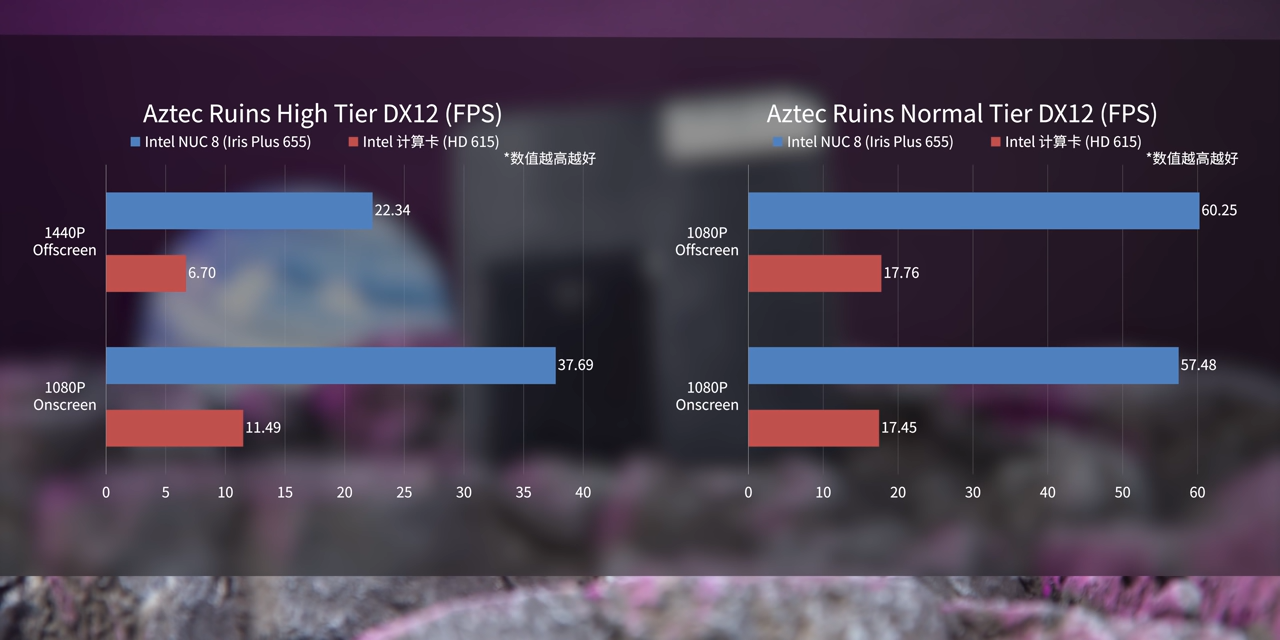 Aztec Ruins High Tier DX12 (FPS)
Intel NUC 8 (Iris Plus 655) Intel 计算卡 (HD 615)
*数值越高越好
1440P
Offscreen
22.34
6.70
1080P
Onscreen
37.69
11.49
0 5 10 15 20 25 30 35 40
Aztec Ruins Normal Tier DX12 (FPS)
Intel NUC 8 (Iris Plus 655) Intel 计算卡 (HD 615)
*数值越高越好
1080P
Offscreen
60.25
17.76
1080P
Onscreen
57.48
17.45
0 10 20 30 40 50 60